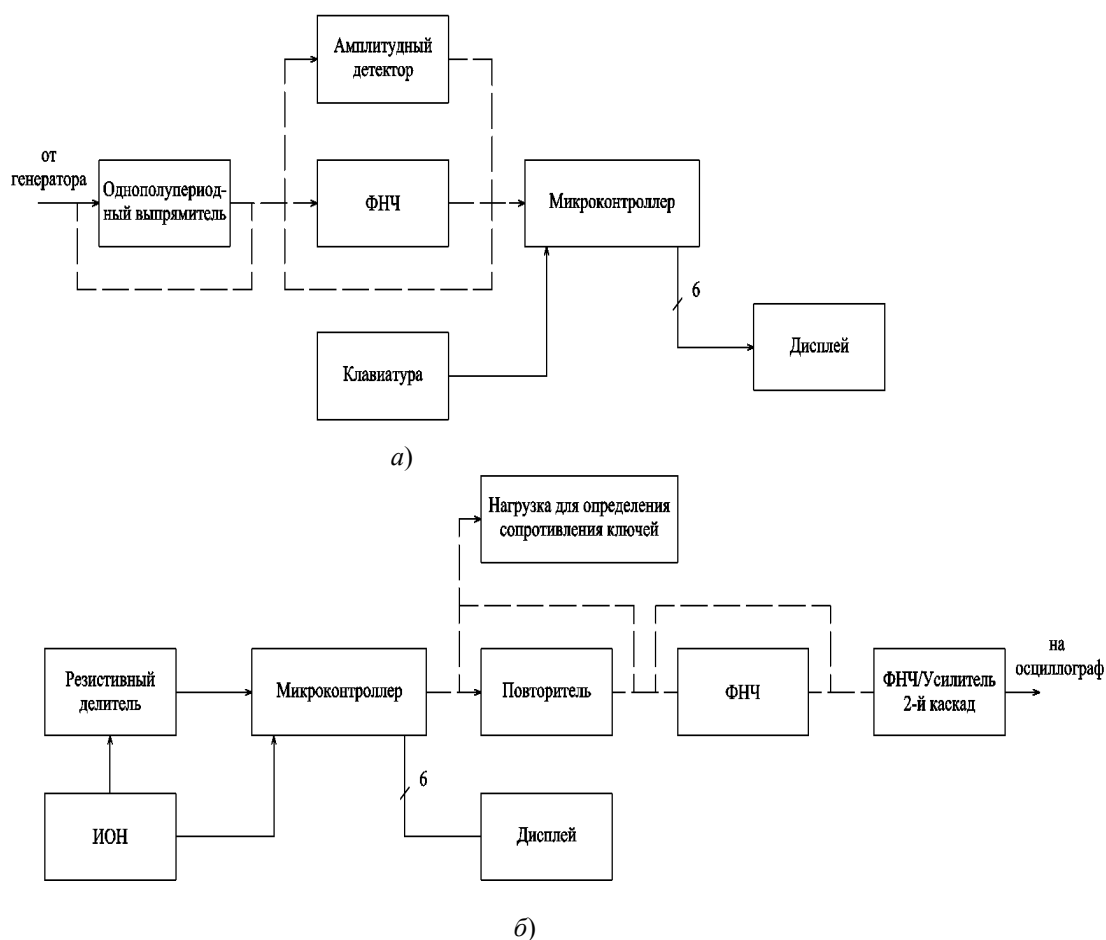 Амплитудный
детектор
от
генератора
Однополупериод-
ный выпрямитель
ФНЧ
Микроконтроллер
6
Клавиатура
Дисплей
а)
Нагрузка для определения
сопротивления ключей
Резистивный
делитель
Микроконтроллер
Повторитель
ФНЧ
ФНЧ/Усилитель
2-й каскад
на
осциллограф
6
ИОН
Дисплей
б)